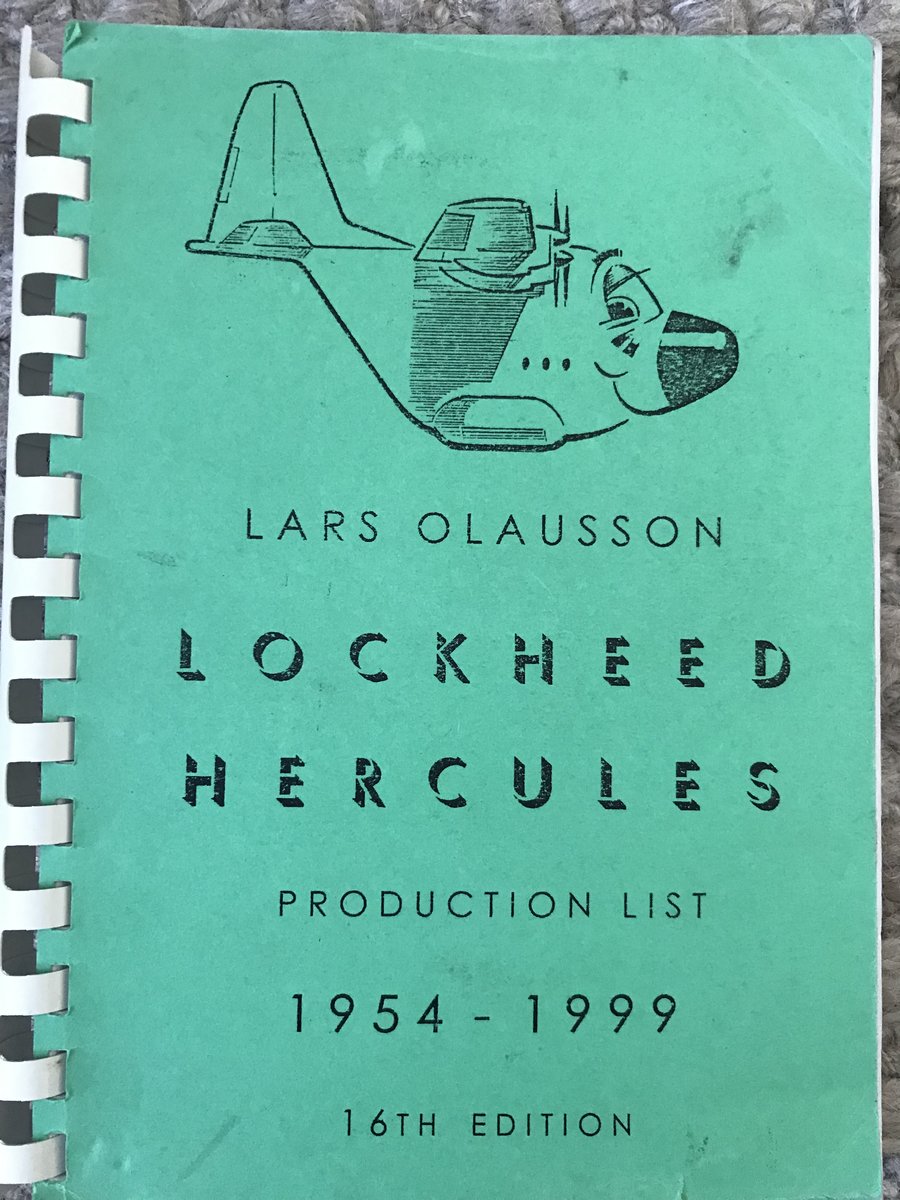 LARS OLAUSSON
LOCKHEED
HERCULES
PRODUCTION LIST
1954 - 1999
16TH EDITION